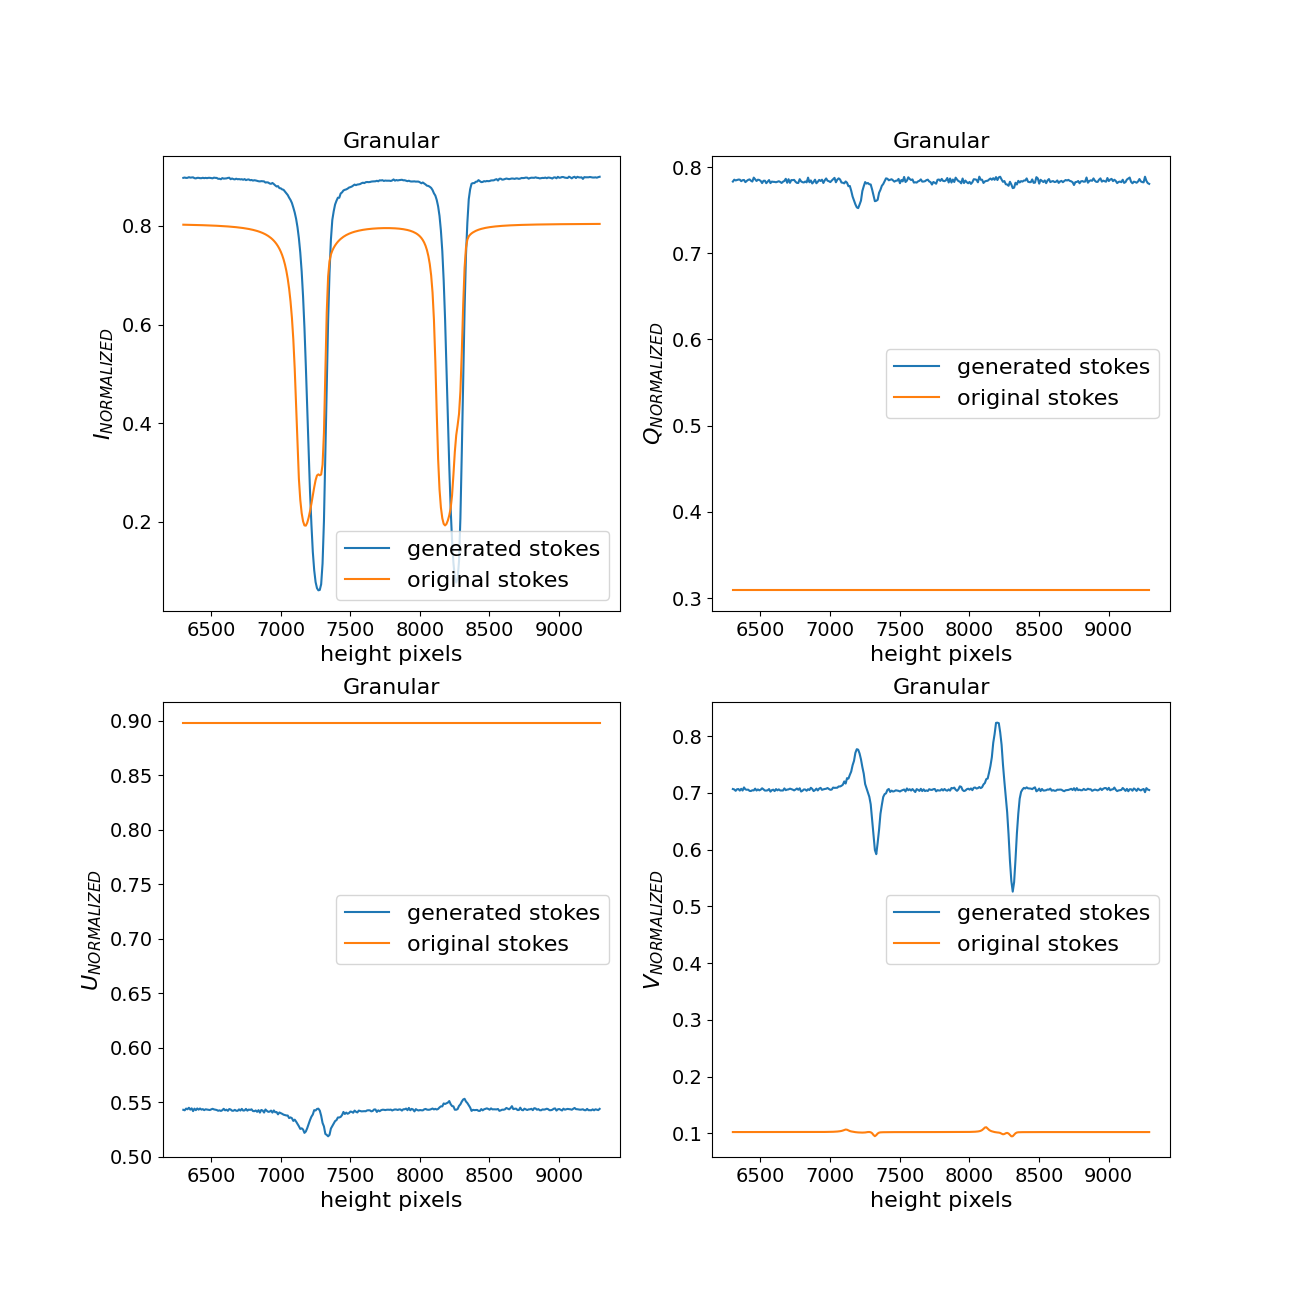 Granular
0.8
0.6
0.4
0.2
I_NORMALIZED
generated stokes
original stokes
6500 7000 7500 8000 8500 9000
height pixels
Granular
0.8
0.7
0.6
0.5
0.4
0.3
Q_NORMALIZED
generated stokes
original stokes
6500 7000 7500 8000 8500 9000
height pixels
Granular
0.90
0.85
0.80
0.75
0.70
0.65
0.60
0.55
0.50
U_NORMALIZED
generated stokes
original stokes
6500 7000 7500 8000 8500 9000
height pixels
Granular
0.8
0.7
0.6
0.5
0.4
0.3
0.2
0.1
V_NORMALIZED
generated stokes
original stokes
6500 7000 7500 8000 8500 9000
height pixels